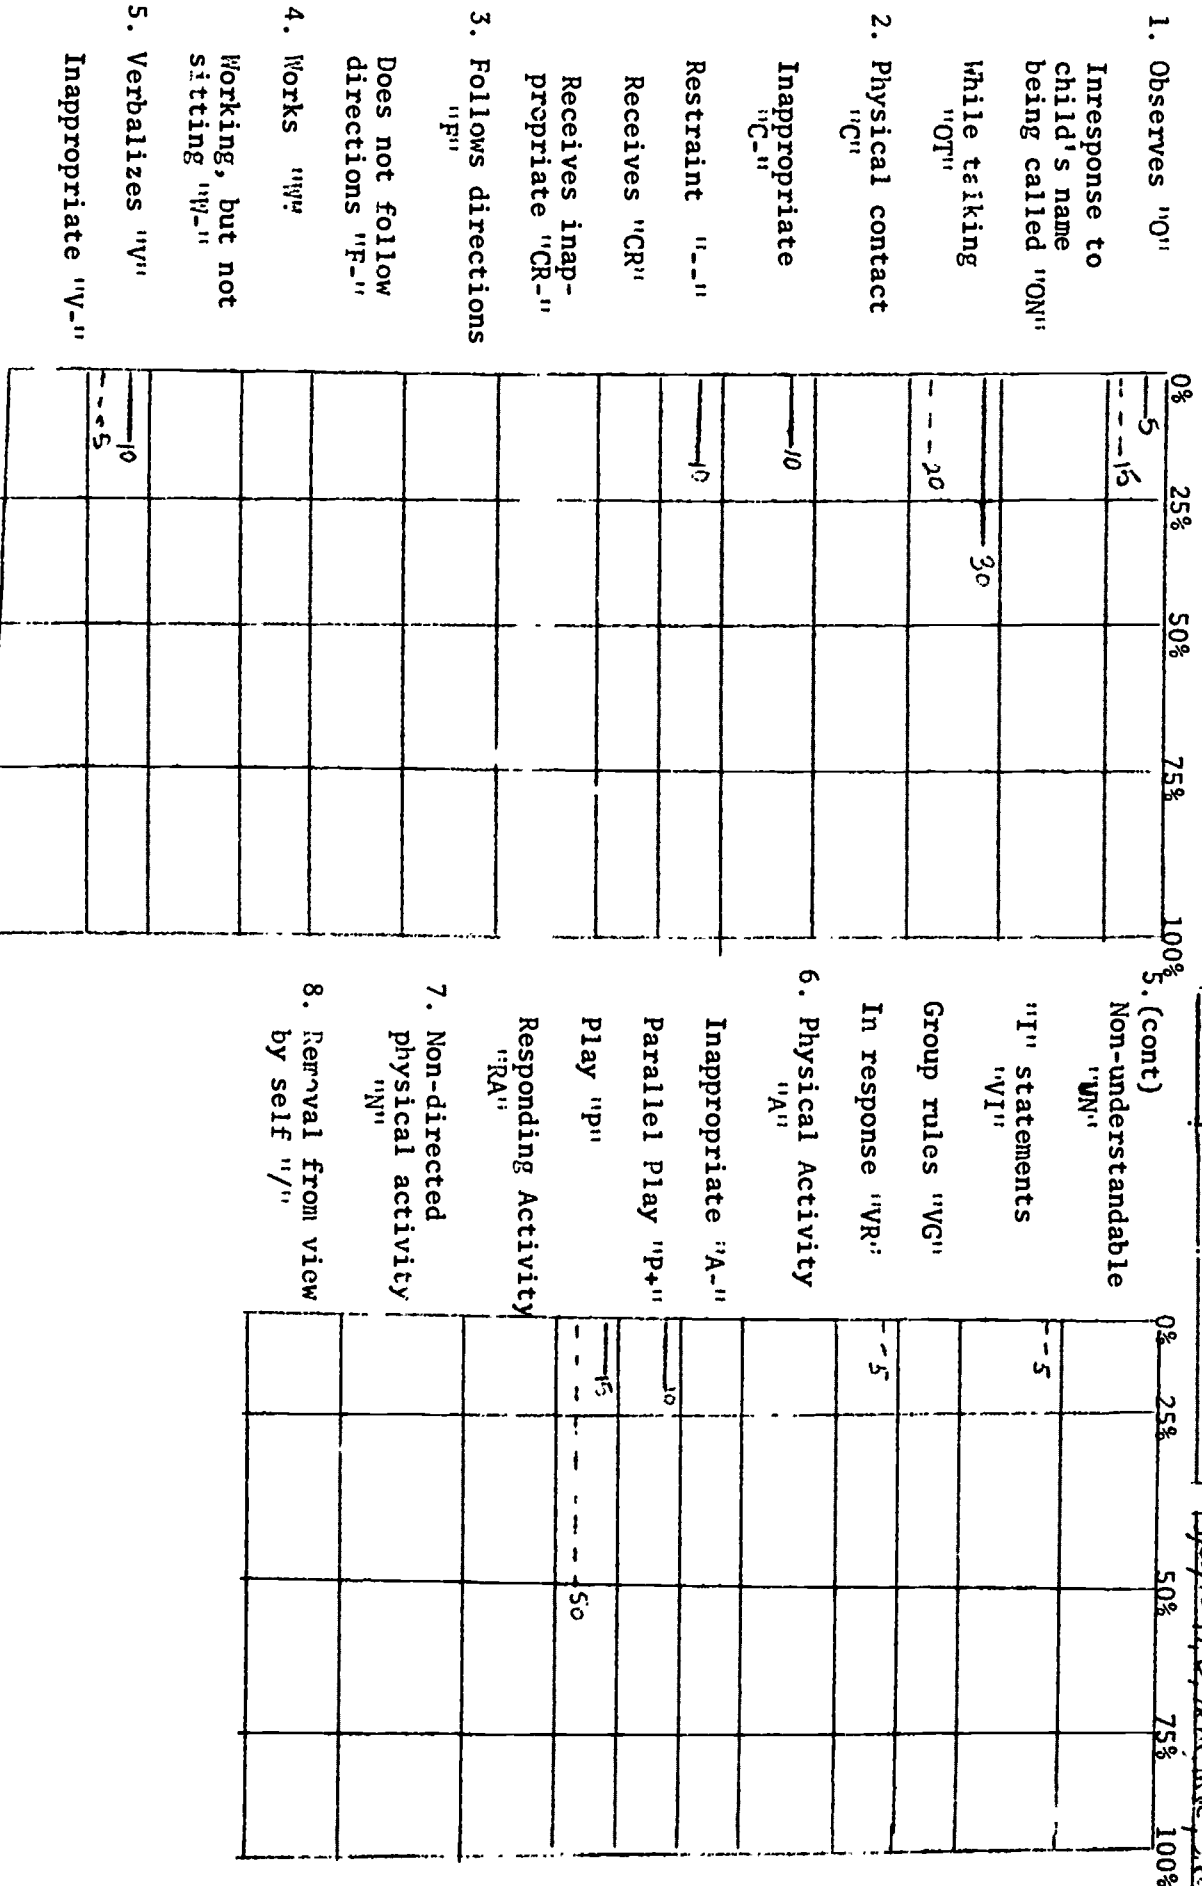 0% 25% 50% 75% 100%
1. Observes "O"
5
15
Inresponse to
child's name
being called "ON"
While talking
"OT"
30
20
2. Physical contact
"C"
Inappropriate
"C-"
10
Restraint "--"
10
Receives "CR"
Receives inap-
propriate "CR-"
3. Follows directions
"F"
Does not follow
directions "F-"
4. Works "W"
Working, but not
sitting "W-"
5. Verbalizes "V"
10
5
Inappropriate "V-"
0% 25% 50% 75% 100%
5. (cont)
Non-understandable
"VN"
"I" statements
"VI"
5
Group rules "VG"
In response "VR"
5
6. Physical Activity
"A"
Inappropriate "A-"
Parallel Play "P+"
10
Play "P"
15
50
Responding Activity
"RA"
7. Non-directed
physical activity
"N"
8. Removal from view
by self "/"